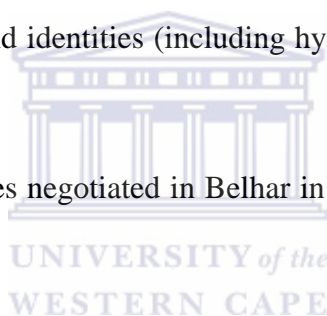 d identities (including hy
es negotiated in Belhar in
UNIVERSITY of the
WESTERN CAPE